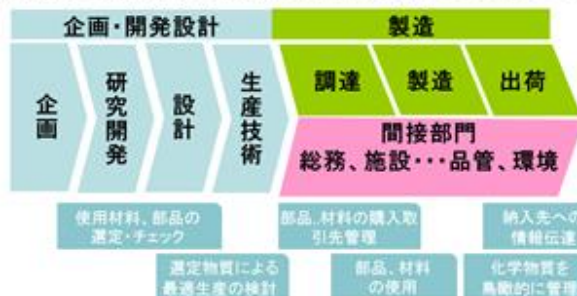 企画・開発設計
製造
企画
研究開発
設計
生産技術
調達
製造
出荷
間接部門
総務、施設・・・品管、環境
使用材料、部品の
選定・チェック
部品、材料の購入取
引先管理
納入先への
情報伝達
選定物質による
最適生産の検討
部品、材料
の使用
化学物質を
鳥瞰的に管理